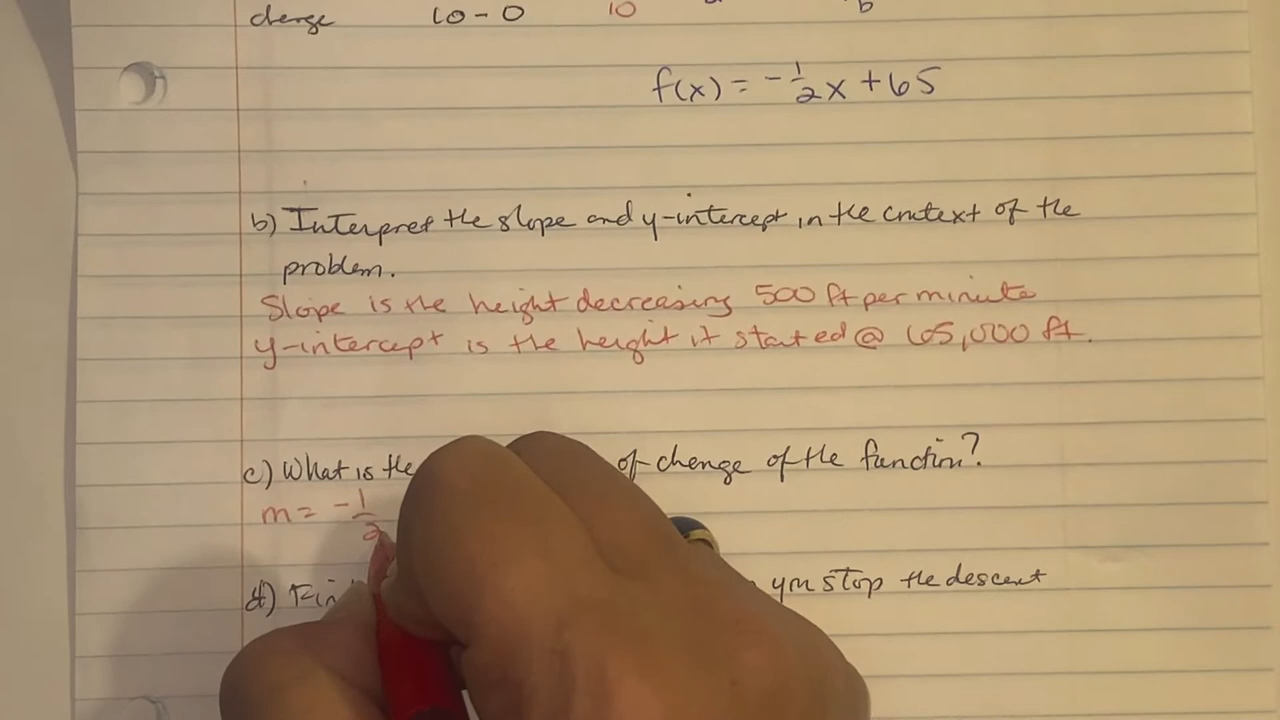 change 10-0 10
f(x) = -1/2x + 65
b) Interpret the slope and y-intercept in the context of the
problem.
Slope is the height decreasing 500 ft per minute
y-intercept is the height it started @ 65,000 ft.
c) What is the of change of the function?
m = -1/2
d) you stop the descent